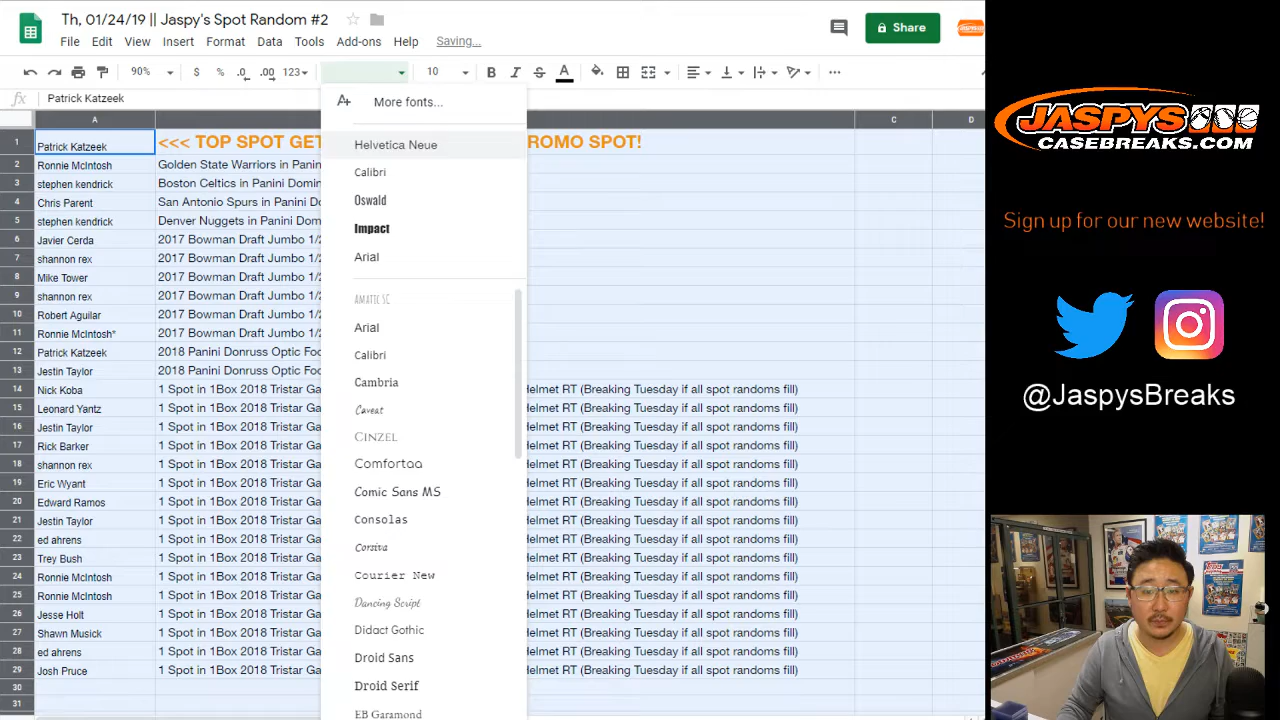 Th, 01/24/19 || Jaspy's Spot Random #2
File Edit View Insert Format Data Tools Add-ons Help Saving...
Share
90% $ % .0 .00 123 10 B I S A
fx Patrick Katzeek
More fonts...
Helvetica Neue
Calibri
Oswald
Impact
Arial
Amatic SC
Arial
Calibri
Cambria
Caveat
Cinzel
Comfortaa
Comic Sans MS
Consolas
Corsiva
Courier New
Dancing Script
Didact Gothic
Droid Sans
Droid Serif
EB Garamond
A C D
1 Patrick Katzeek <<< TOP SPOT GET ROMO SPOT!
2 Ronnie McIntosh Golden State Warriors in Panin
3 stephen kendrick Boston Celtics in Panini Domin
4 Chris Parent San Antonio Spurs in Panini D
5 stephen kendrick Denver Nuggets in Panini Dom
6 Javier Cerda 2017 Bowman Draft Jumbo 1/2
7 shannon rex 2017 Bowman Draft Jumbo 1/2
8 Mike Tower 2017 Bowman Draft Jumbo 1/2
9 shannon rex 2017 Bowman Draft Jumbo 1/2
10 Robert Aguilar 2017 Bowman Draft Jumbo 1/2
11 Ronnie McIntosh* 2017 Bowman Draft Jumbo 1/2
12 Patrick Katzeek 2018 Panini Donruss Optic Foo
13 Jestin Taylor 2018 Panini Donruss Optic Foo
14 Nick Koba 1 Spot in 1Box 2018 Tristar Ga Helmet RT (Breaking Tuesday if all spot randoms fill)
15 Leonard Yantz 1 Spot in 1Box 2018 Tristar Ga Helmet RT (Breaking Tuesday if all spot randoms fill)
16 Jestin Taylor 1 Spot in 1Box 2018 Tristar Ga Helmet RT (Breaking Tuesday if all spot randoms fill)
17 Rick Barker 1 Spot in 1Box 2018 Tristar Ga Helmet RT (Breaking Tuesday if all spot randoms fill)
18 shannon rex 1 Spot in 1Box 2018 Tristar Ga Helmet RT (Breaking Tuesday if all spot randoms fill)
19 Eric Wyant 1 Spot in 1Box 2018 Tristar Ga Helmet RT (Breaking Tuesday if all spot randoms fill)
20 Edward Ramos 1 Spot in 1Box 2018 Tristar Ga Helmet RT (Breaking Tuesday if all spot randoms fill)
21 Jestin Taylor 1 Spot in 1Box 2018 Tristar Ga Helmet RT (Breaking Tuesday if all spot randoms fill)
22 ed ahrens 1 Spot in 1Box 2018 Tristar Ga Helmet RT (Breaking Tuesday if all spot randoms fill)
23 Trey Bush 1 Spot in 1Box 2018 Tristar Ga Helmet RT (Breaking Tuesday if all spot randoms fill)
24 Ronnie McIntosh 1 Spot in 1Box 2018 Tristar Ga Helmet RT (Breaking Tuesday if all spot randoms fill)
25 Ronnie McIntosh 1 Spot in 1Box 2018 Tristar Ga Helmet RT (Breaking Tuesday if all spot randoms fill)
26 Jesse Holt 1 Spot in 1Box 2018 Tristar Ga Helmet RT (Breaking Tuesday if all spot randoms fill)
27 Shawn Musick 1 Spot in 1Box 2018 Tristar Ga Helmet RT (Breaking Tuesday if all spot randoms fill)
28 ed ahrens 1 Spot in 1Box 2018 Tristar Ga Helmet RT (Breaking Tuesday if all spot randoms fill)
29 Josh Pruce 1 Spot in 1Box 2018 Tristar Ga Helmet RT (Breaking Tuesday if all spot randoms fill)
30
31
JASPYS
CASEBREAKS.COM
Sign up for our new website!
@JaspysBreaks